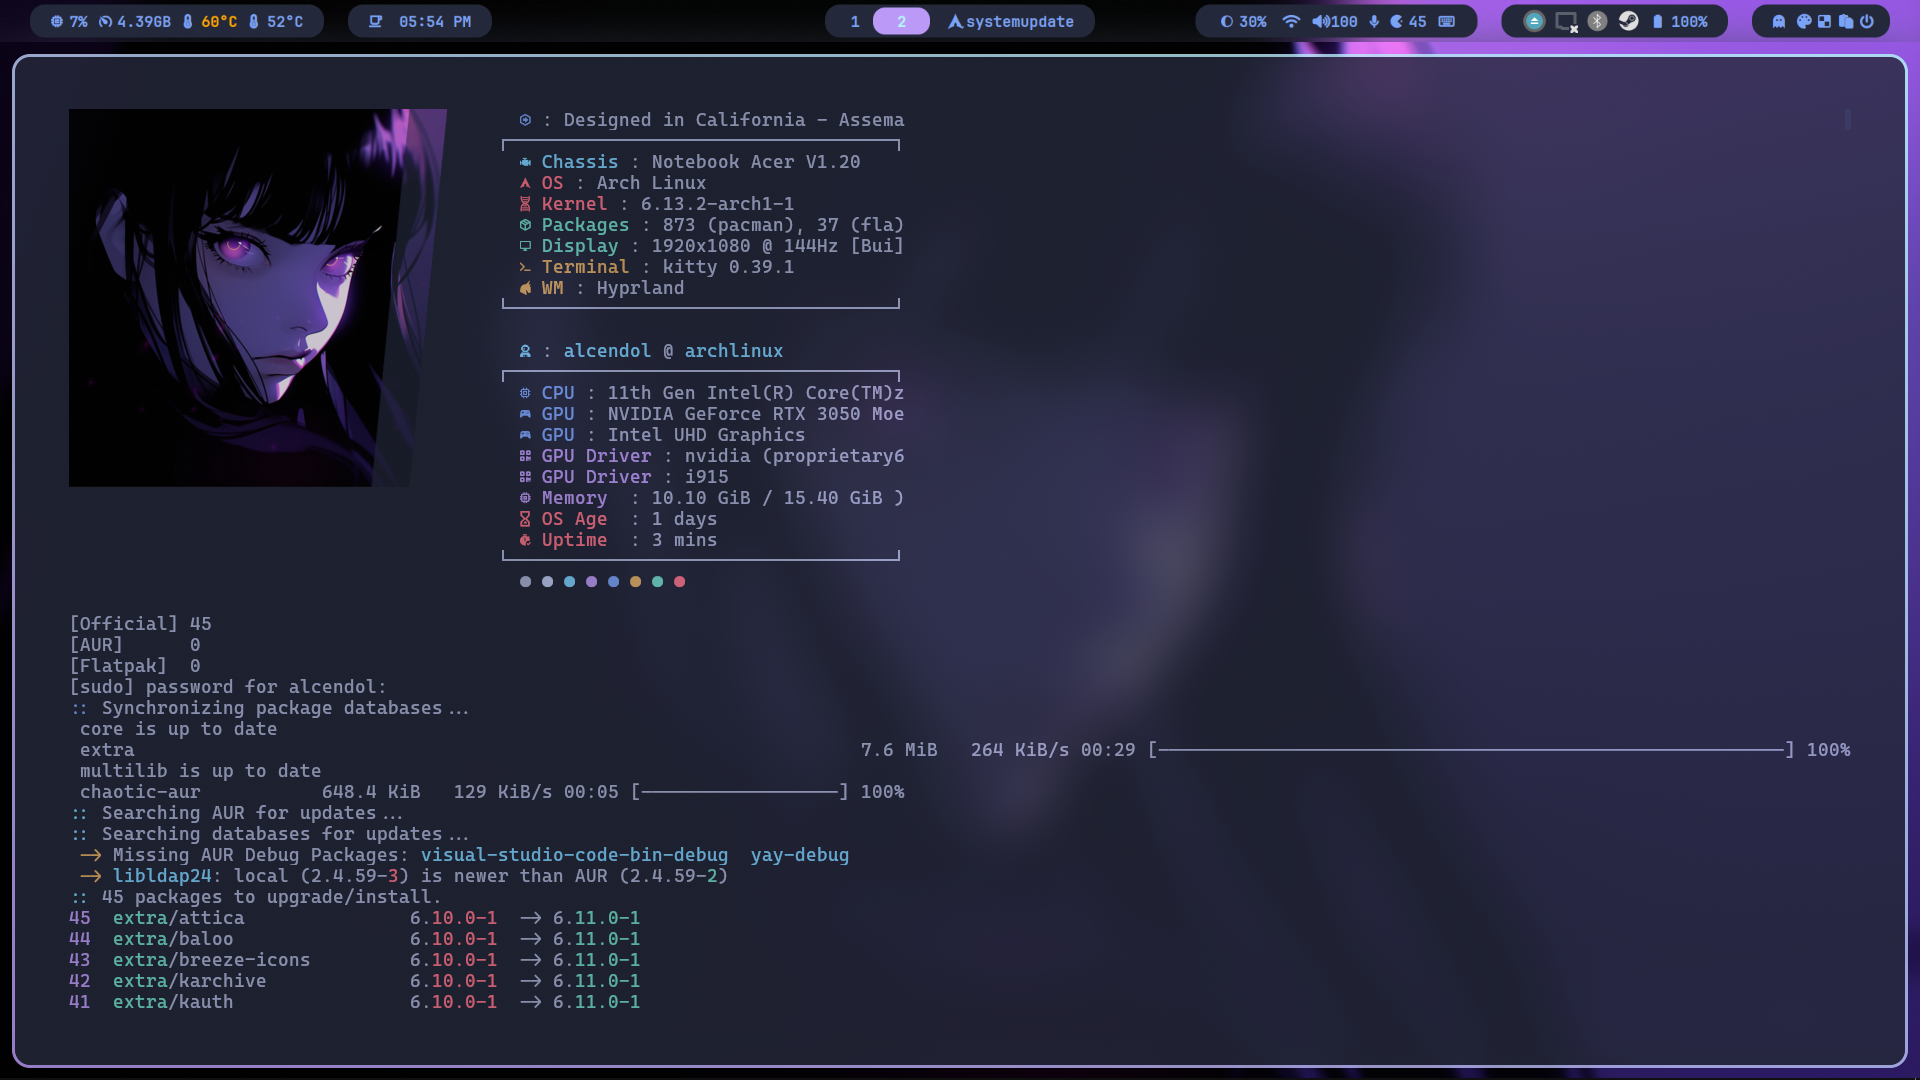 7% 4.39GB 60°C 52°C
05:54 PM
1 2 systemupdate
30% 100 45
100%
: Designed in California - Assema
Chassis : Notebook Acer V1.20
OS : Arch Linux
Kernel : 6.13.2-arch1-1
Packages : 873 (pacman), 37 (fla)
Display : 1920x1080 @ 144Hz [Bui]
Terminal : kitty 0.39.1
WM : Hyprland
: alcendol @ archlinux
CPU : 11th Gen Intel(R) Core(TM)z
GPU : NVIDIA GeForce RTX 3050 Moe
GPU : Intel UHD Graphics
GPU Driver : nvidia (proprietary6
GPU Driver : i915
Memory : 10.10 GiB / 15.40 GiB )
OS Age : 1 days
Uptime : 3 mins
[Official] 45
[AUR] 0
[Flatpak] 0
[sudo] password for alcendol:
:: Synchronizing package databases...
core is up to date
extra 7.6 MiB 264 KiB/s 00:29 [----------] 100%
multilib is up to date
chaotic-aur 648.4 KiB 129 KiB/s 00:05 [----------] 100%
:: Searching AUR for updates...
:: Searching databases for updates...
-> Missing AUR Debug Packages: visual-studio-code-bin-debug yay-debug
-> libldap24: local (2.4.59-3) is newer than AUR (2.4.59-2)
:: 45 packages to upgrade/install.
45 extra/attica 6.10.0-1 -> 6.11.0-1
44 extra/baloo 6.10.0-1 -> 6.11.0-1
43 extra/breeze-icons 6.10.0-1 -> 6.11.0-1
42 extra/karchive 6.10.0-1 -> 6.11.0-1
41 extra/kauth 6.10.0-1 -> 6.11.0-1